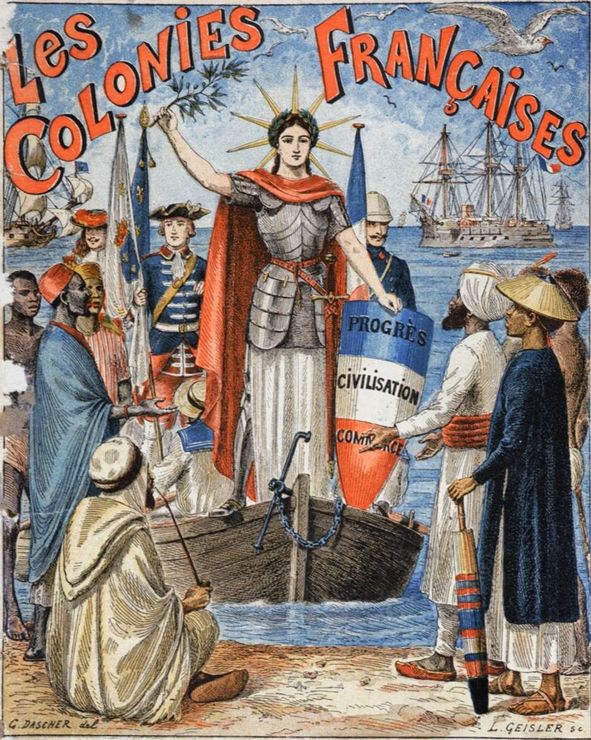 LES
COLONIES
FRANÇAISES
PROGRÈS
CIVILISATION
COMMERCE
G. DASCHER del
L. GEISLER sc.